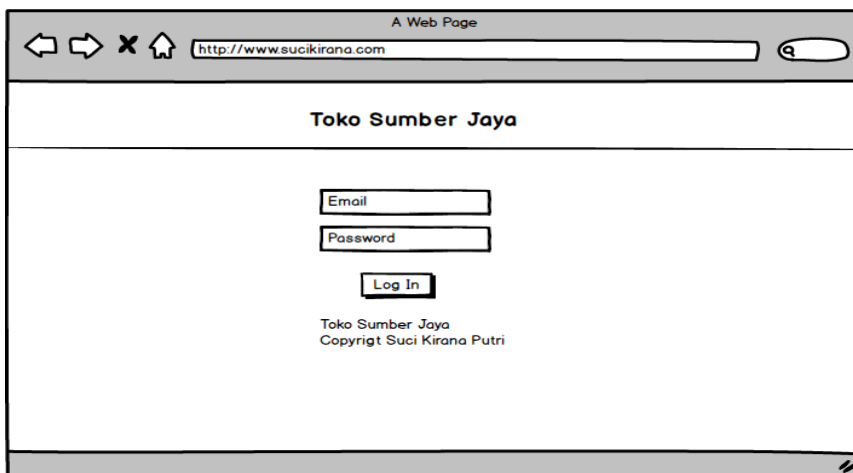 A Web Page
http://www.sucikirana.com
Toko Sumber Jaya
Email
Password
Log In
Toko Sumber Jaya
Copyrigt Suci Kirana Putri